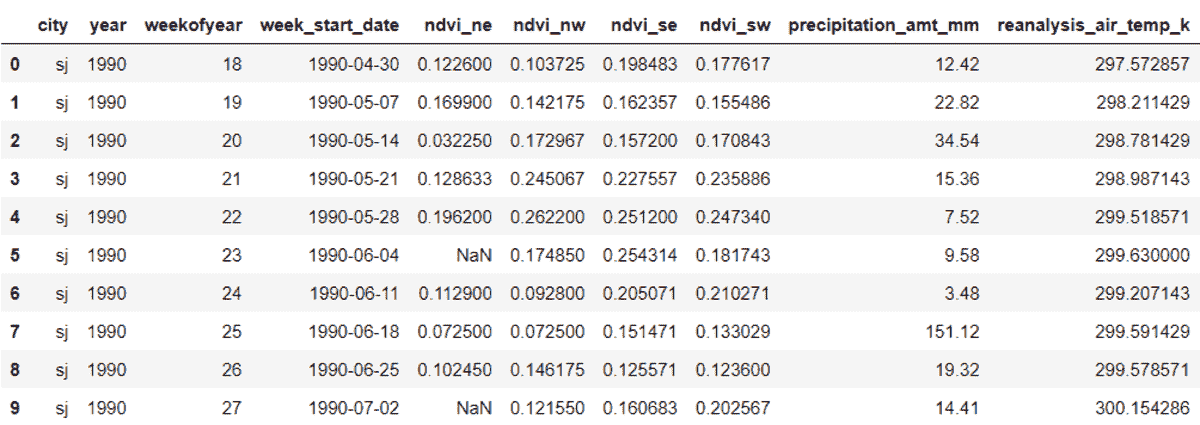 city year weekofyear week_start_date ndvi_ne ndvi_nw ndvi_se ndvi_sw precipitation_amt_mm reanalysis_air_temp_k
0 sj 1990 18 1990-04-30 0.122600 0.103725 0.198483 0.177617 12.42 297.572857
1 sj 1990 19 1990-05-07 0.169900 0.142175 0.162357 0.155486 22.82 298.211429
2 sj 1990 20 1990-05-14 0.032250 0.172967 0.157200 0.170843 34.54 298.781429
3 sj 1990 21 1990-05-21 0.128633 0.245067 0.227557 0.235886 15.36 298.987143
4 sj 1990 22 1990-05-28 0.196200 0.262200 0.251200 0.247340 7.52 299.518571
5 sj 1990 23 1990-06-04 NaN 0.174850 0.254314 0.181743 9.58 299.630000
6 sj 1990 24 1990-06-11 0.112900 0.092800 0.205071 0.210271 3.48 299.207143
7 sj 1990 25 1990-06-18 0.072500 0.072500 0.151471 0.133029 151.12 299.591429
8 sj 1990 26 1990-06-25 0.102450 0.146175 0.125571 0.123600 19.32 299.578571
9 sj 1990 27 1990-07-02 NaN 0.121550 0.160683 0.202567 14.41 300.154286